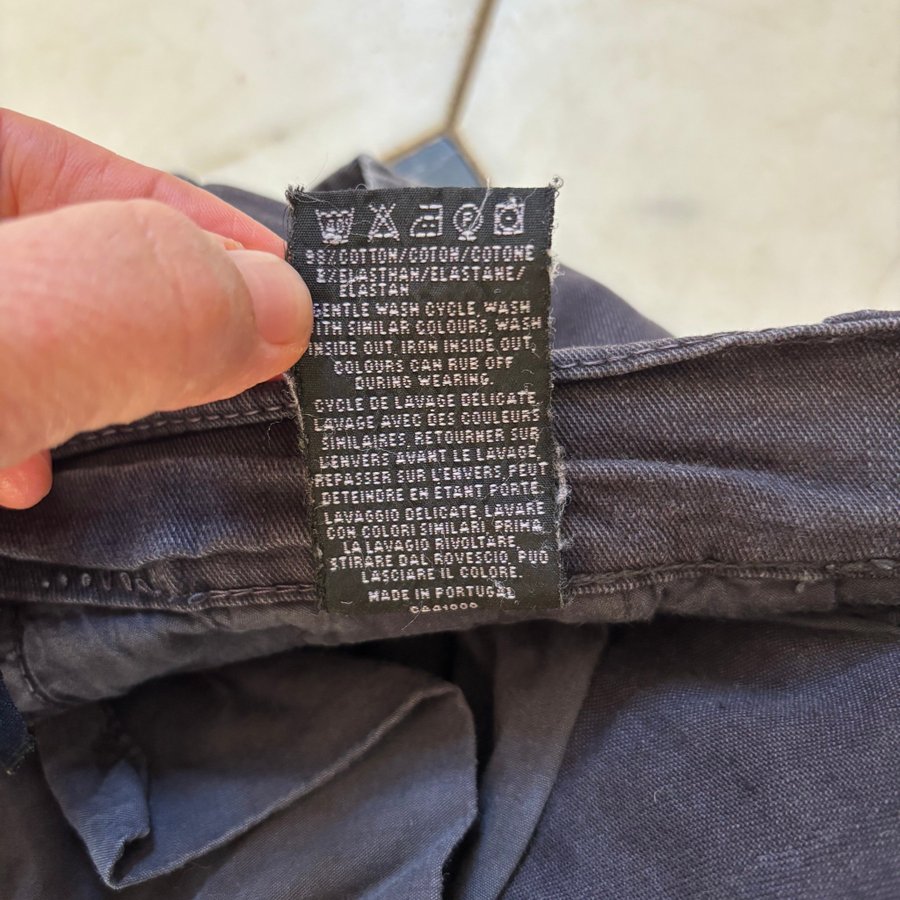 98%COTTON/COTON/COTONE
2%ELASTHAN/ELASTANE/
ELASTAN
GENTLE WASH CYCLE, WASH
WITH SIMILAR COLOURS, WASH
INSIDE OUT, IRON INSIDE OUT,
COLOURS CAN RUB OFF
DURING WEARING.
CYCLE DE LAVAGE DÉLICATE
LAVAGE AVEC DES COULEURS
SIMILAIRES, RETOURNER SUR
L'ENVERS AVANT LE LAVAGE,
REPASSER SUR L'ENVERS PEUT
DETEINDRE EN ÉTANT PORTE.
LAVAGGIO DELICATE, LAVARE
CON COLORI SIMILARI, PRIMA
LA LAVAGIO RIVOLTARE,
STIRARE DAL ROVESCIO, PUÒ
LASCIARE IL COLORE.
MADE IN PORTUGAL